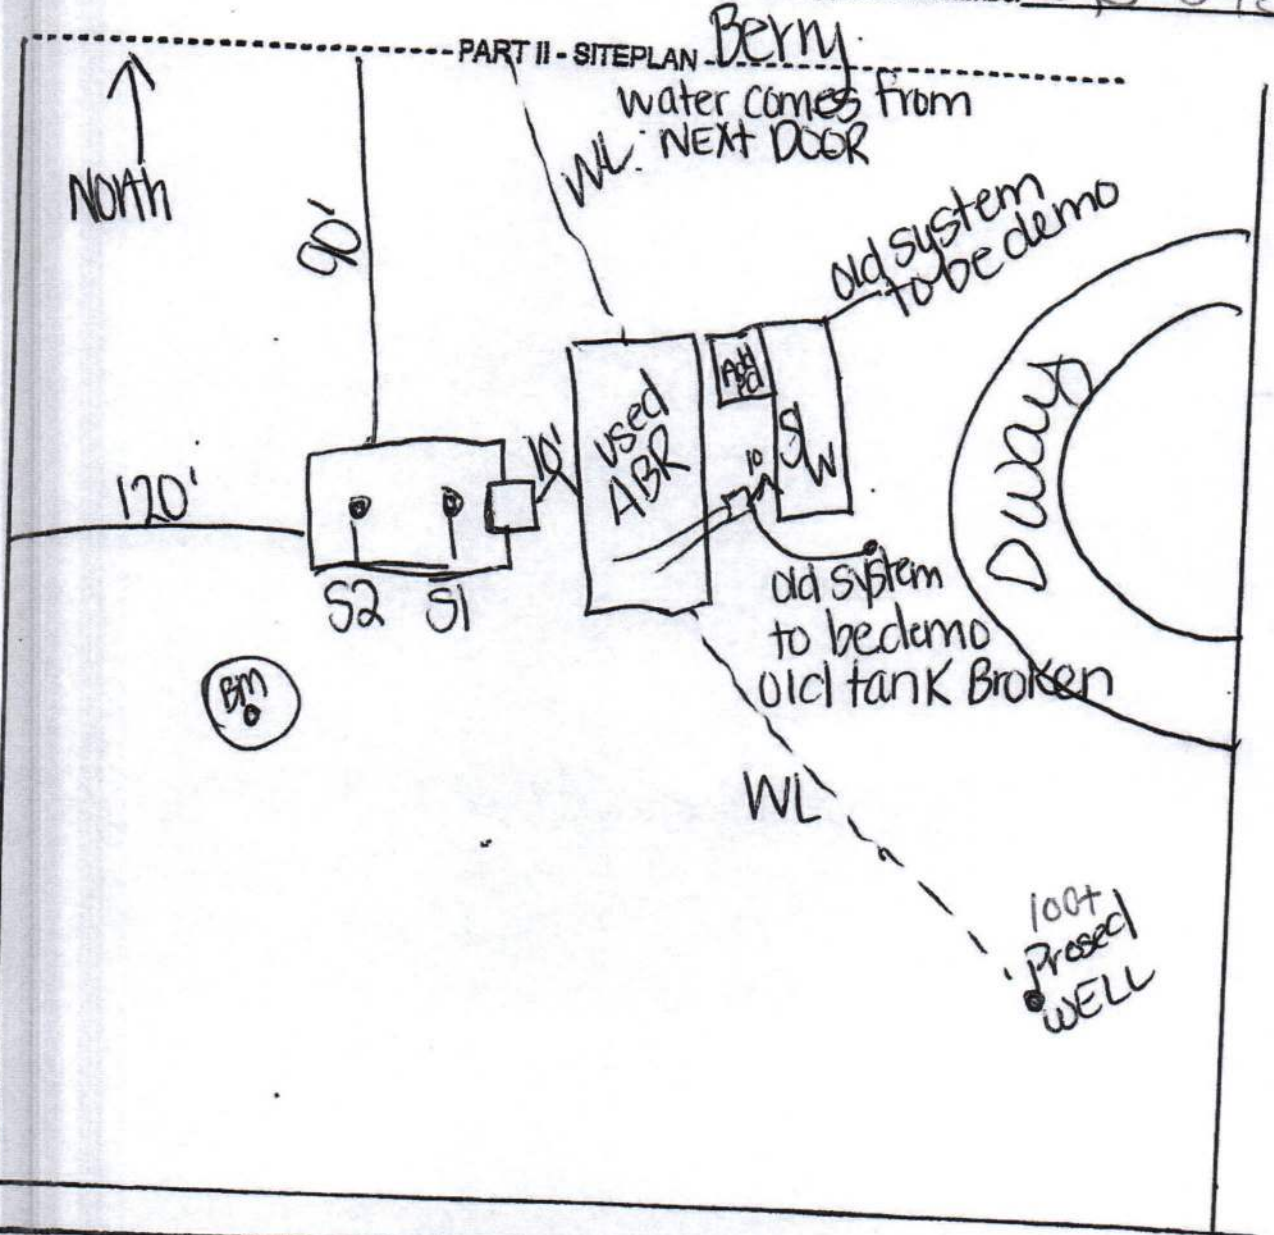 PART II - SITEPLAN Berry
water comes from
NEXT DOOR
WL
North
90'
old system
to be demo
Add
SW
used
4BR
10'
10
Dway
120'
S2 S1
BM
old system
to be demo
old tank Broken
WL
100+
Prosed
WELL